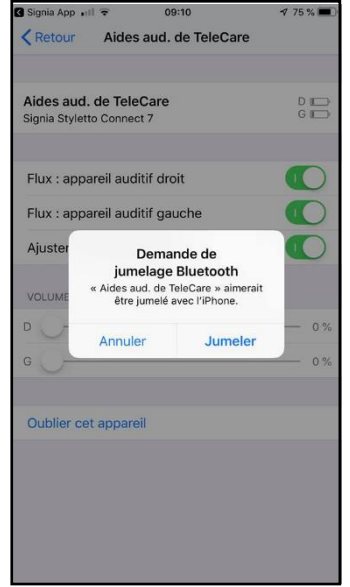 Signia App 09:10 75 %
Retour Aides aud. de TeleCare
Aides aud. de TeleCare D
Signia Styletto Connect 7 G
Flux : appareil auditif droit
Flux : appareil auditif gauche
Ajuster
Demande de
jumelage Bluetooth
« Aides aud. de TeleCare » aimerait
être jumelé avec l'iPhone.
Annuler Jumeler
VOLUME
D 0 %
G 0 %
Oublier cet appareil